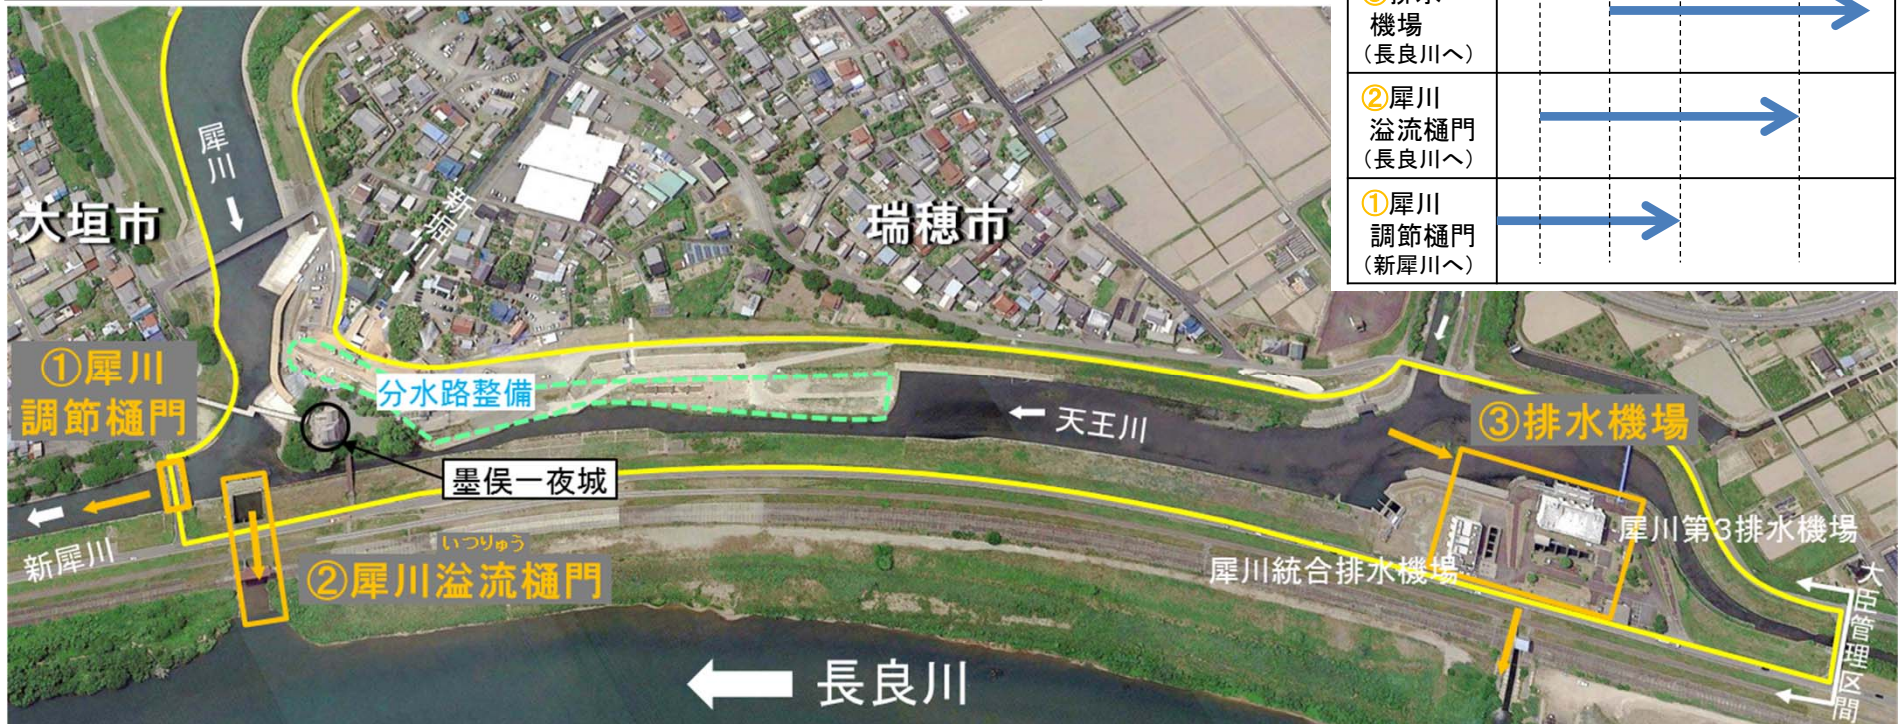 ③排水
機場
（長良川へ）
②犀川
溢流樋門
（長良川へ）
①犀川
調節樋門
（新犀川へ）
犀川
大垣市
新堀川
瑞穂市
①犀川
調節樋門
分水路整備
天王川
③排水機場
墨俣一夜城
新犀川
いつりゅう
②犀川溢流樋門
犀川第3排水機場
犀川統合排水機場
大臣管理区間
長良川